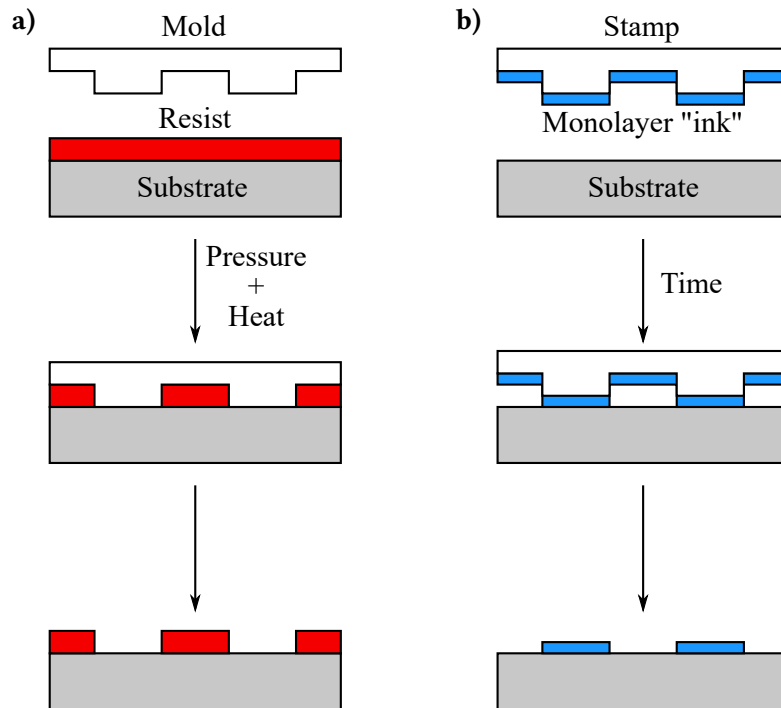 a)
Mold
Resist
Substrate
Pressure
+
Heat
b)
Stamp
Monolayer "ink"
Substrate
Time